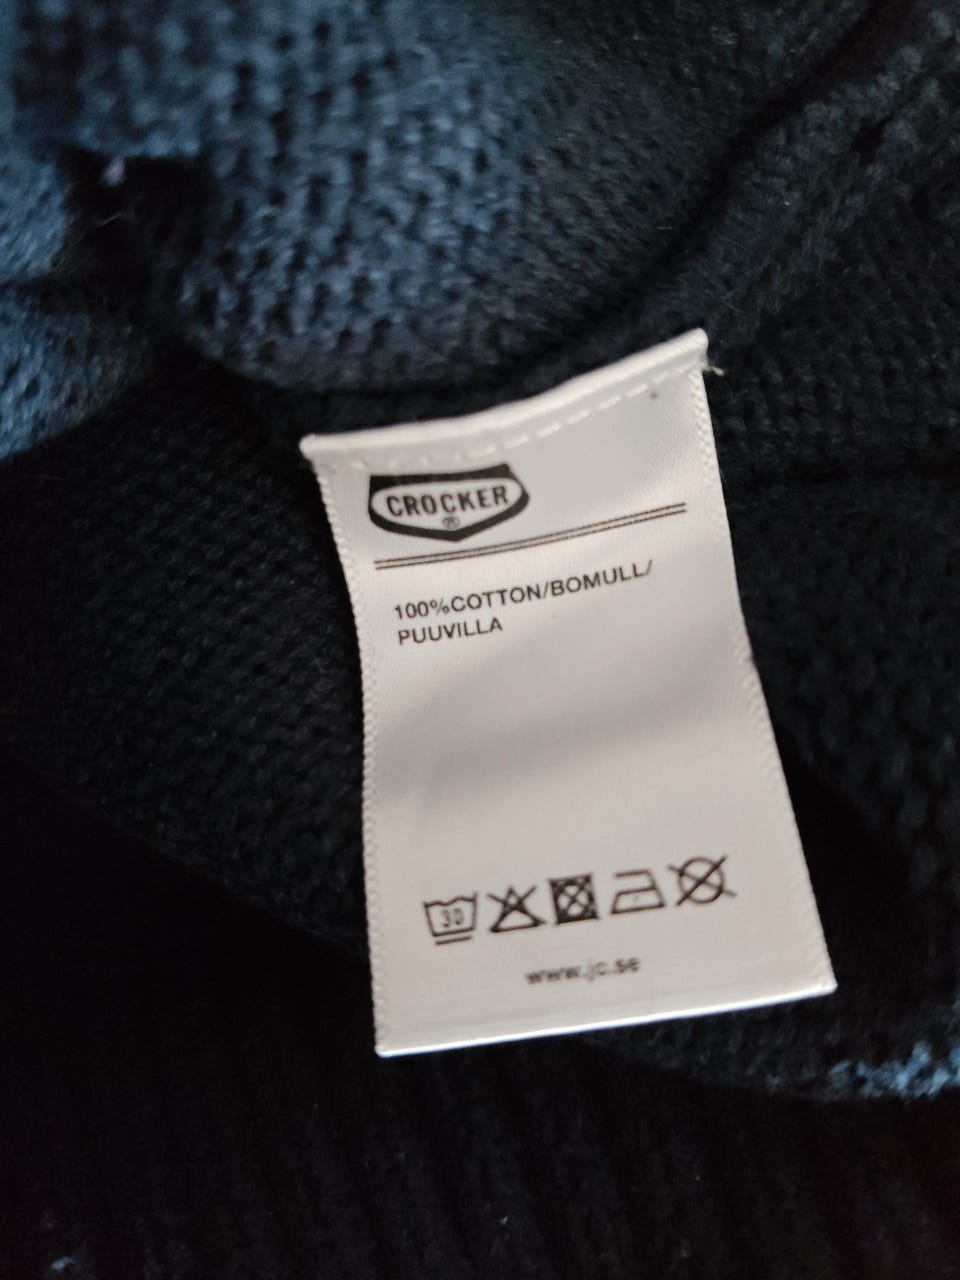 CROCKER
®
100%COTTON/BOMULL/
PUUVILLA
30
www.jc.se